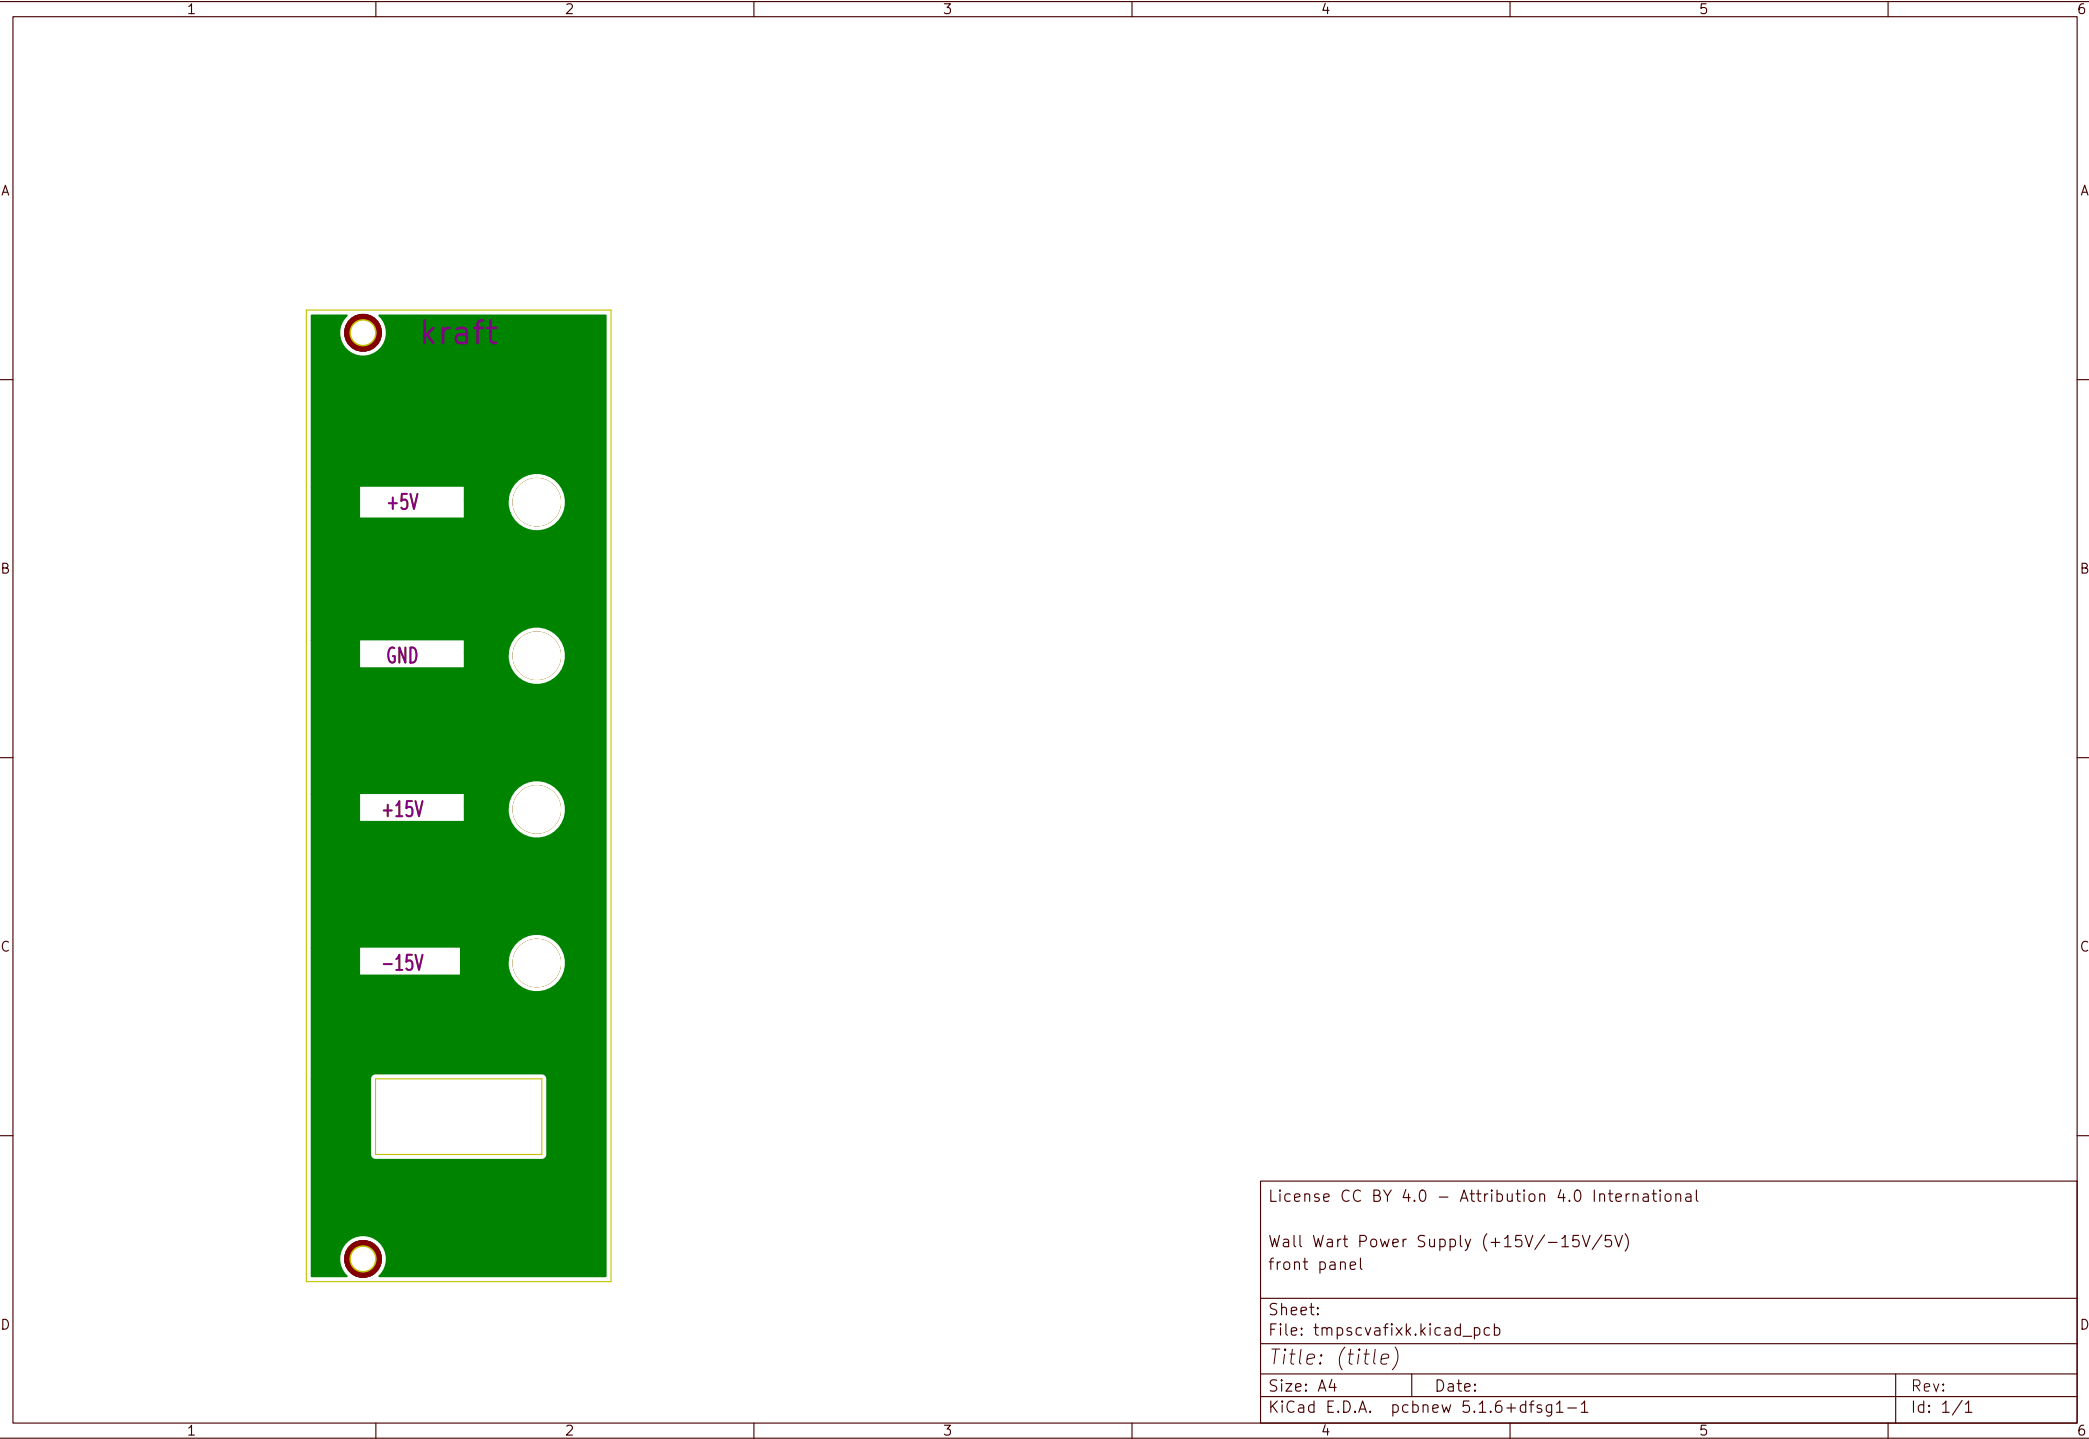 1 2 3 4 5 6
A A
kraft
+5V
B B
GND
+15V
C C
-15V
License CC BY 4.0 - Attribution 4.0 International
Wall Wart Power Supply (+15V/-15V/5V)
front panel
Sheet:
D D
File: tmpscvafixk.kicad_pcb
Title: (title)
Size: A4 Date: Rev:
KiCad E.D.A. pcbnew 5.1.6+dfsg1-1 Id: 1/1
1 2 3 4 5 6